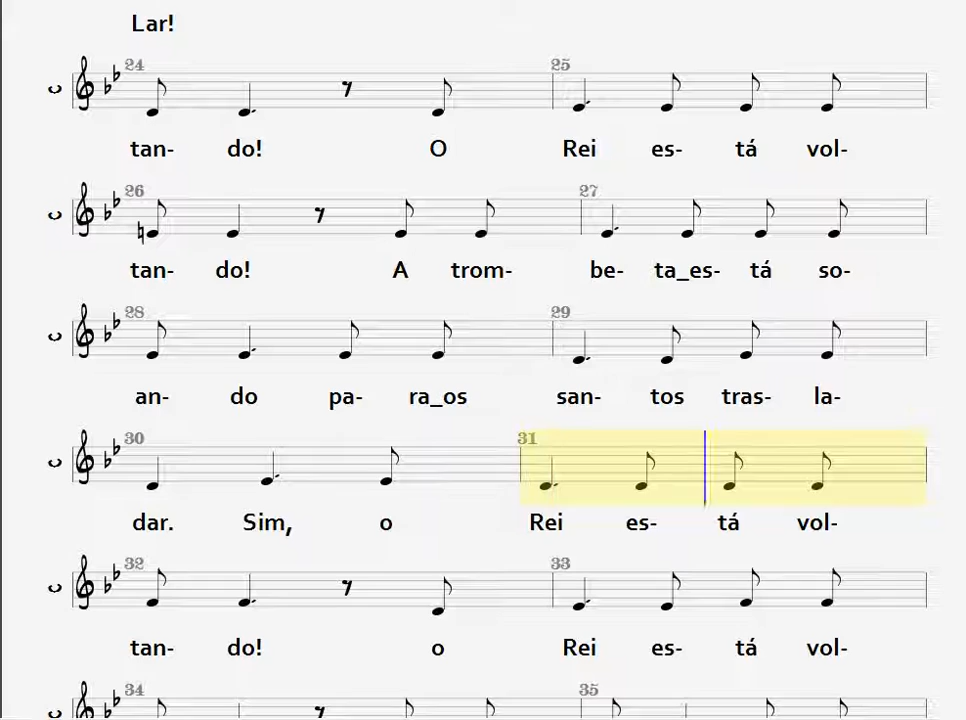 Lar!
24 25
tan- do! O Rei es- tá vol-
26 27
tan- do! A trom- be- ta_es- tá so-
28 29
an- do pa- ra_os san- tos tras- la-
30 31
dar. Sim, o Rei es- tá vol-
32 33
tan- do! o Rei es- tá vol-
34 35